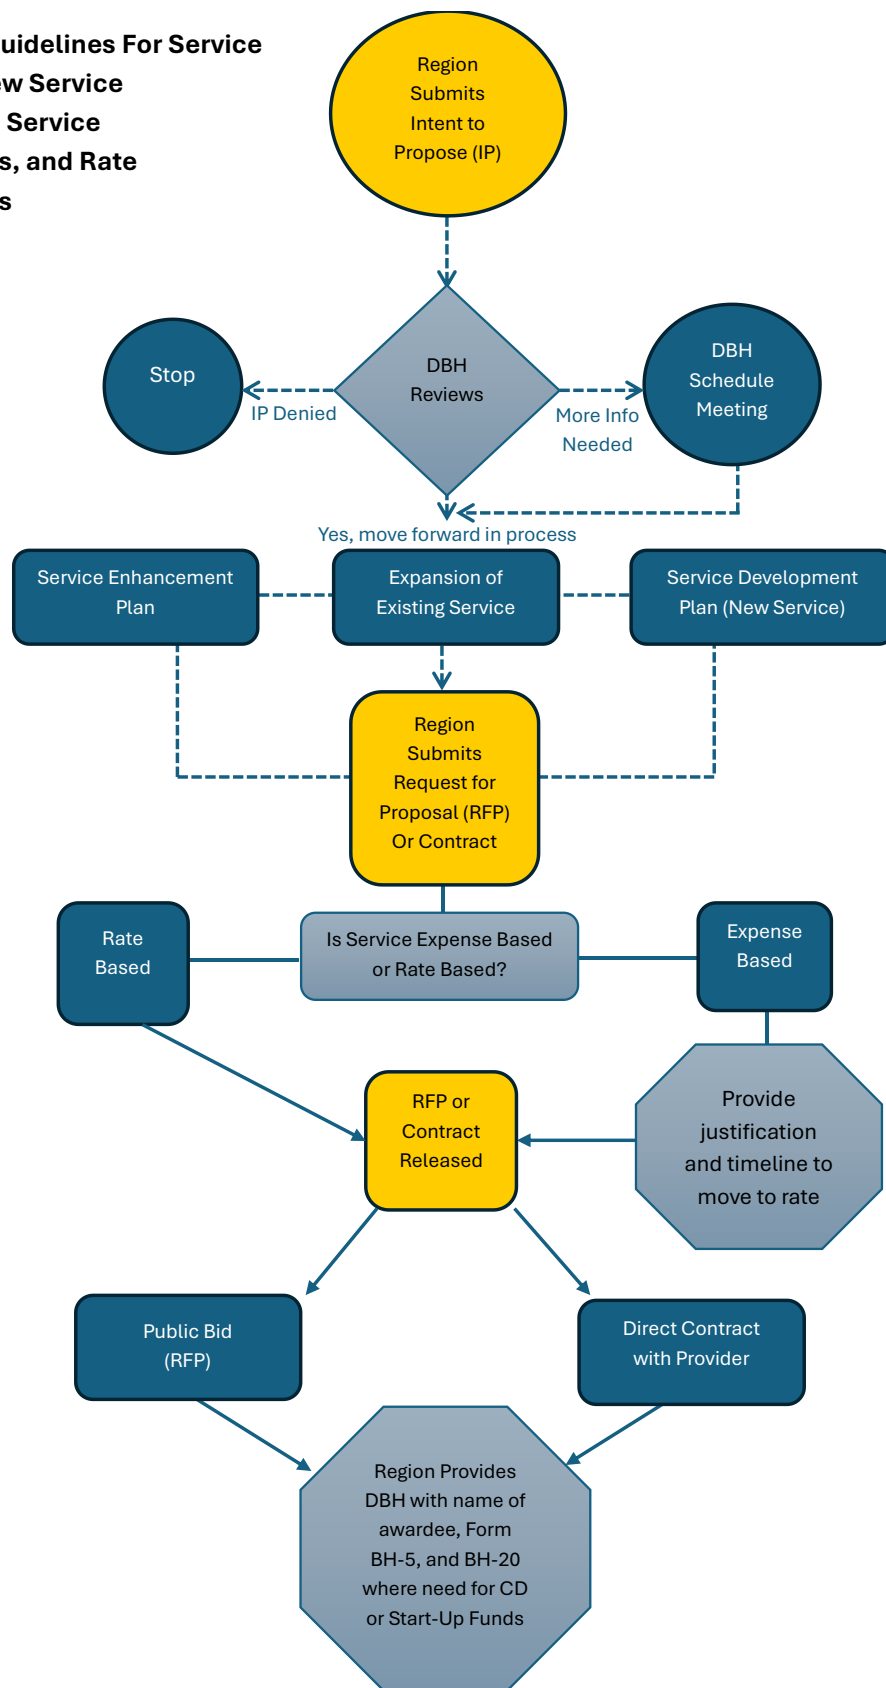 uidelines For Service
ew Service
Service
s, and Rate
s
Region
Submits
Intent to
Propose (IP)
DBH
Reviews
Stop
IP Denied
More Info
Needed
DBH
Schedule
Meeting
Yes, move forward in process
Service Enhancement
Plan
Expansion of
Existing Service
Service Development
Plan (New Service)
Region
Submits
Request for
Proposal (RFP)
Or Contract
Is Service Expense Based
or Rate Based?
Rate
Based
Expense
Based
Provide
justification
and timeline to
move to rate
RFP or
Contract
Released
Public Bid
(RFP)
Direct Contract
with Provider
Region Provides
DBH with name of
awardee, Form
BH-5, and BH-20
where need for CD
or Start-Up Funds